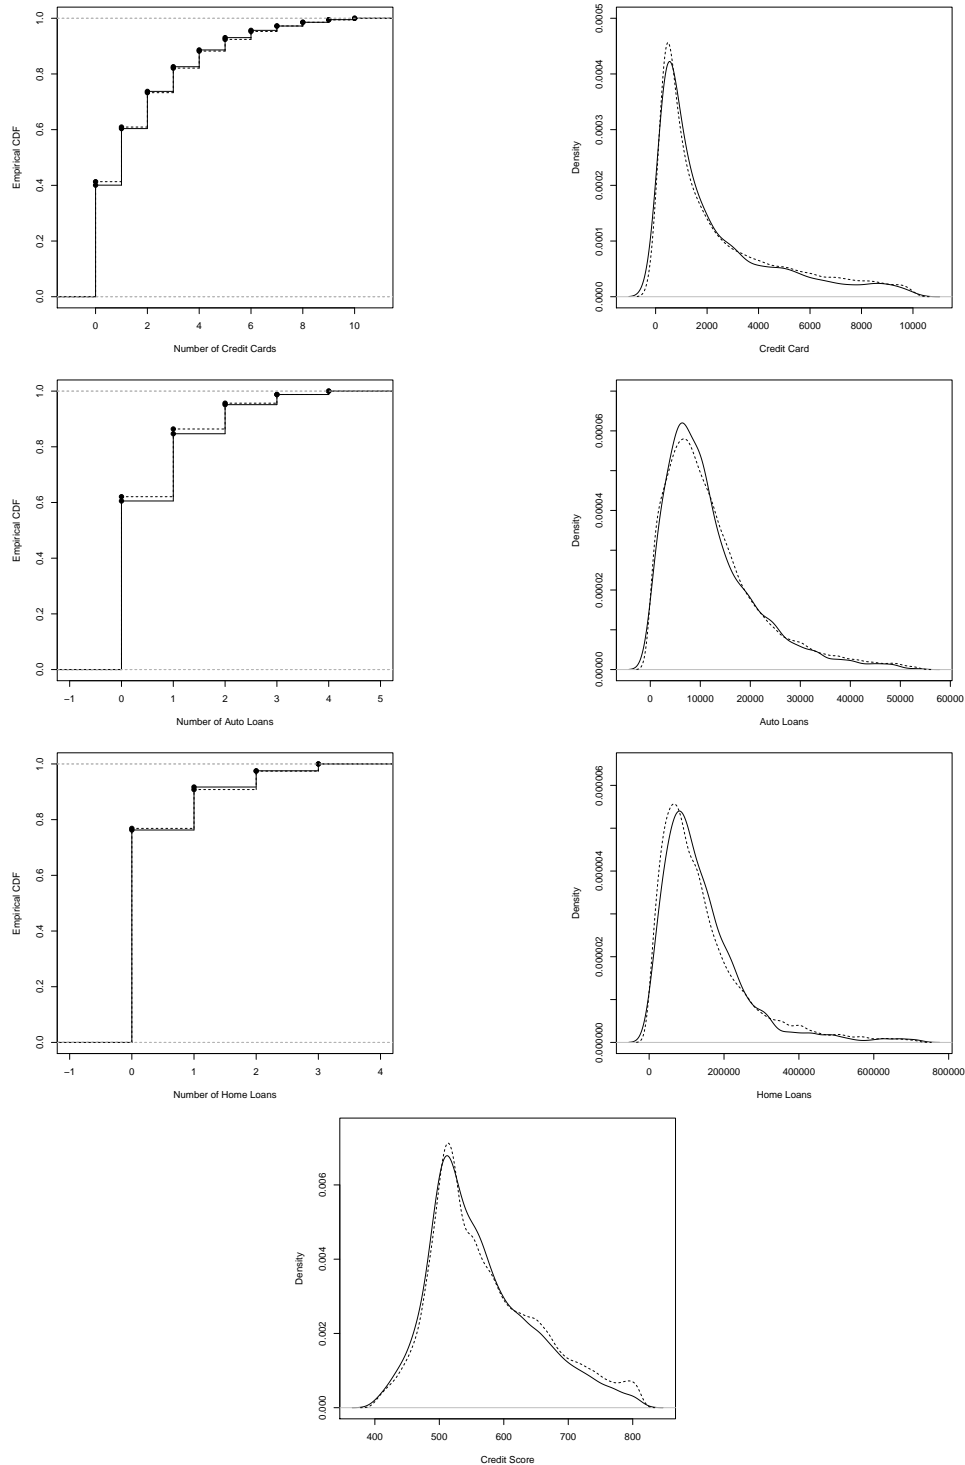 Empirical CDF
0.0 0.2 0.4 0.6 0.8 1.0
0 2 4 6 8 10
Number of Credit Cards
Density
0.0000 0.0001 0.0002 0.0003 0.0004 0.0005
0 2000 4000 6000 8000 10000
Credit Card
Empirical CDF
0.0 0.2 0.4 0.6 0.8 1.0
−1 0 1 2 3 4 5
Number of Auto Loans
Density
0.00000 0.00002 0.00004 0.00006
0 10000 20000 30000 40000 50000 60000
Auto Loans
Empirical CDF
0.0 0.2 0.4 0.6 0.8 1.0
−1 0 1 2 3 4
Number of Home Loans
Density
0.000000 0.000002 0.000004 0.000006
0 200000 400000 600000 800000
Home Loans
Density
0.000 0.002 0.004 0.006
400 500 600 700 800
Credit Score